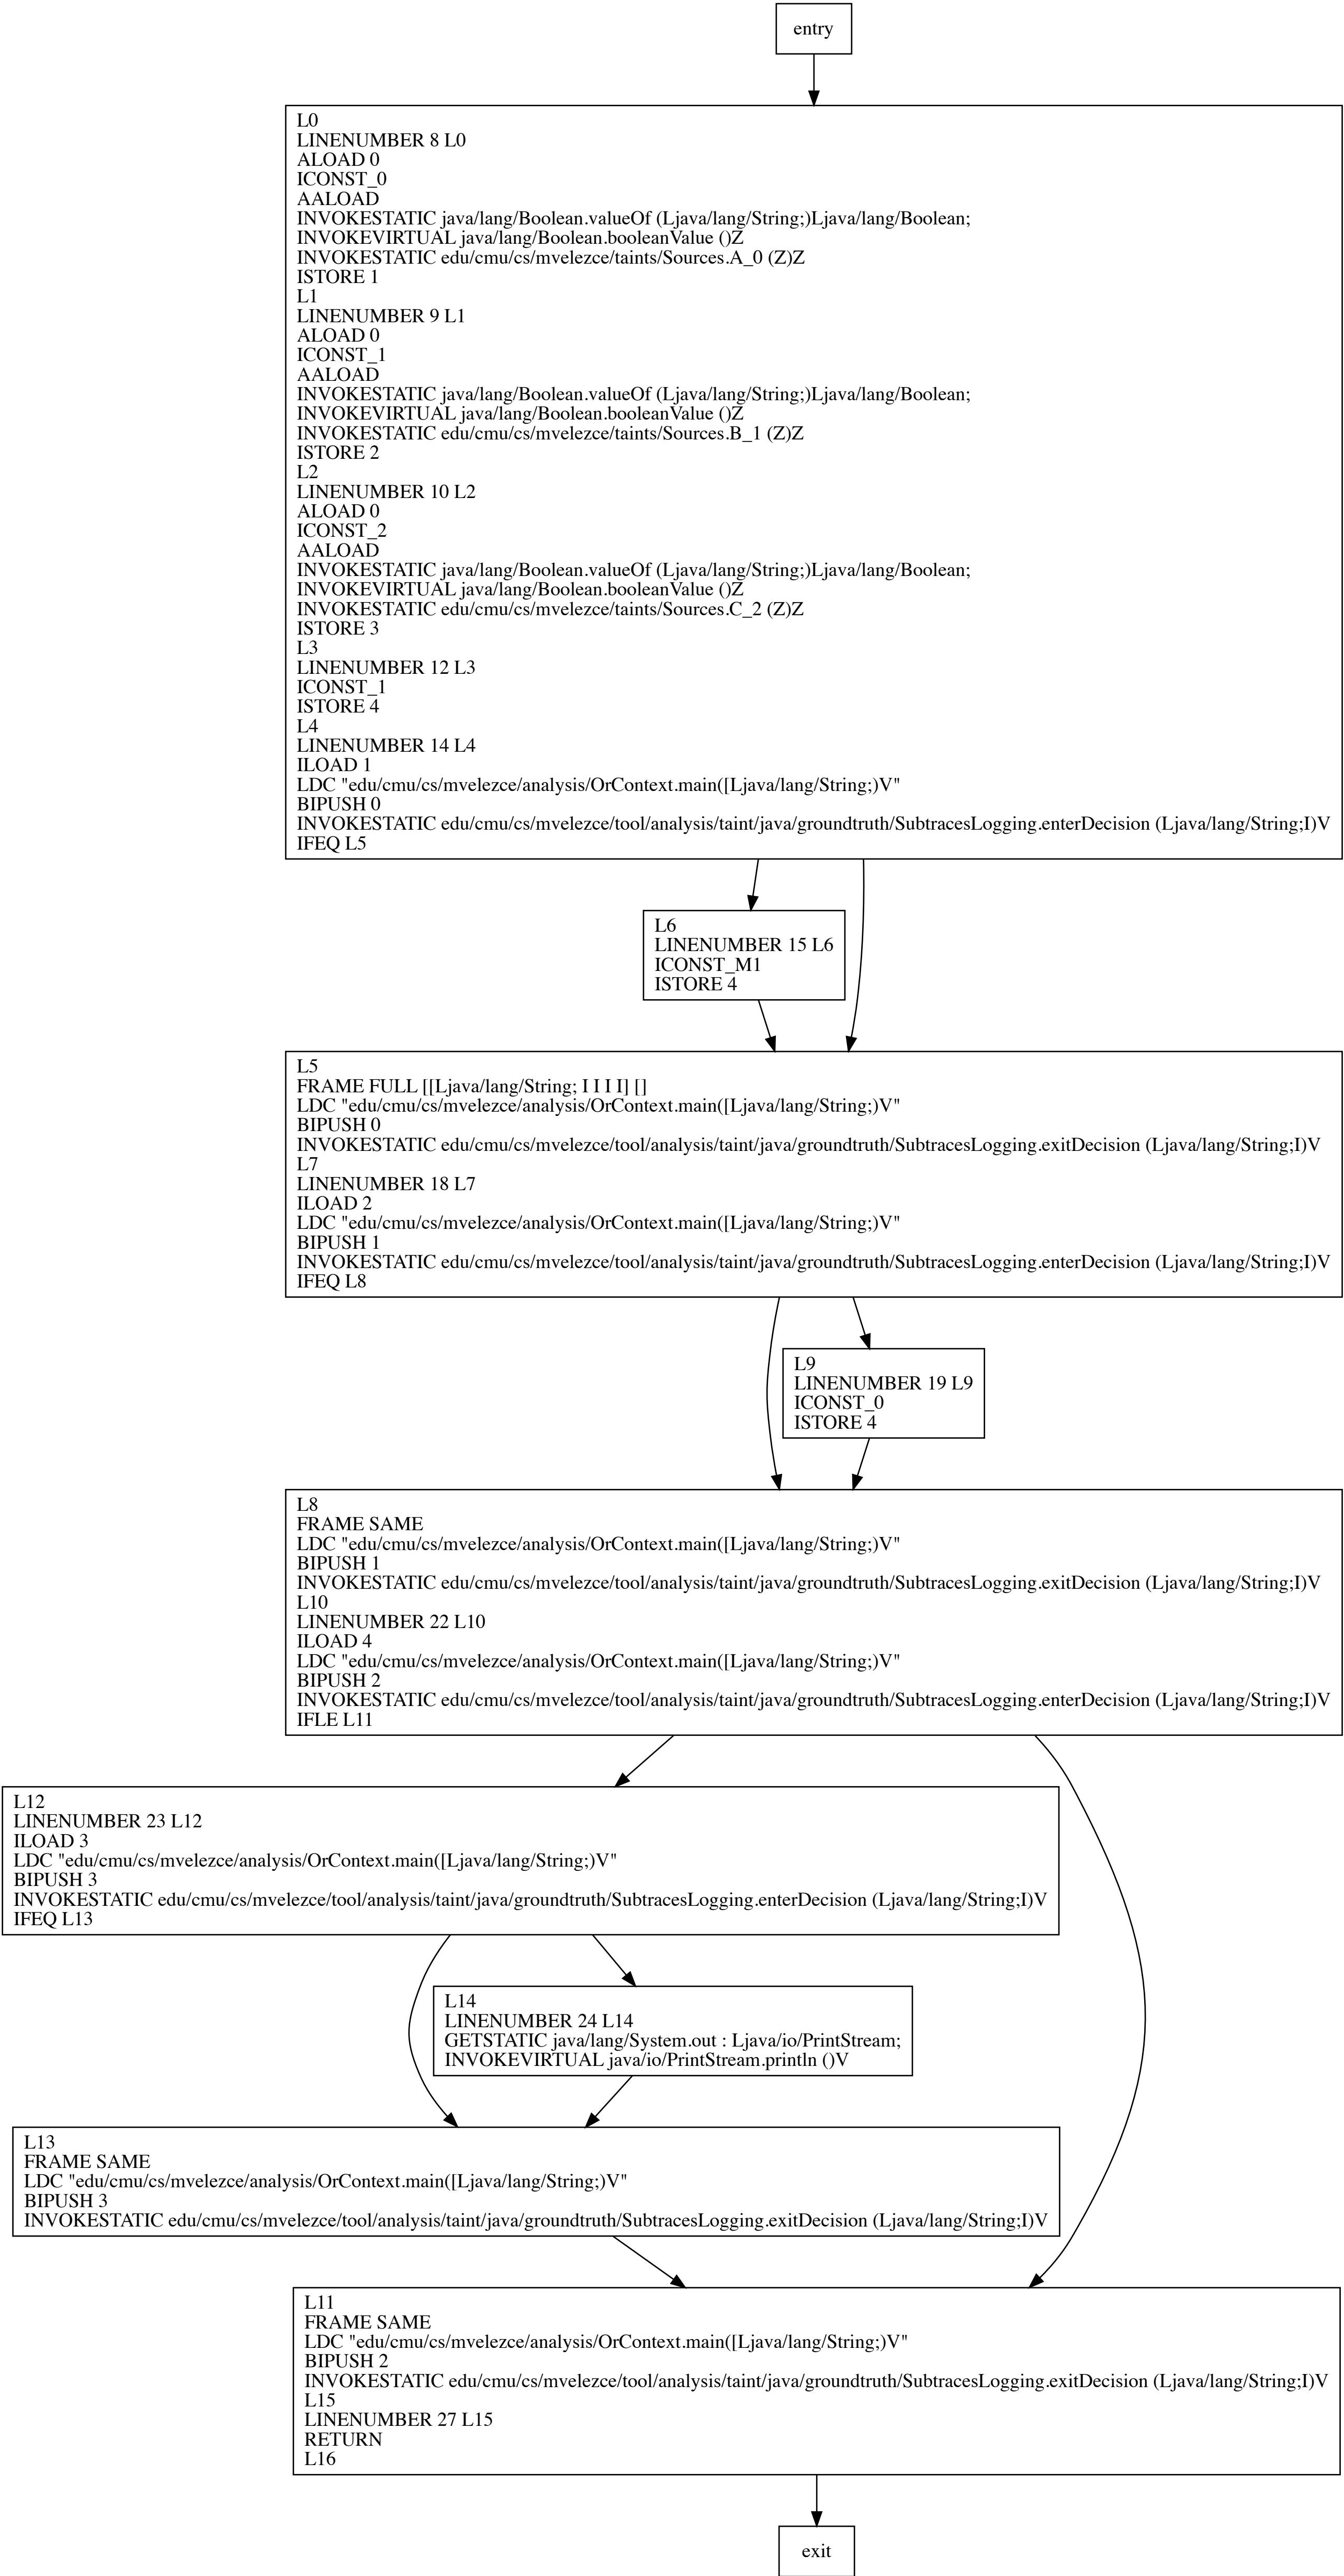 entry
L0
LINENUMBER 8 L0
ALOAD 0
ICONST_0
AALOAD
INVOKESTATIC java/lang/Boolean.valueOf (Ljava/lang/String;)Ljava/lang/Boolean;
INVOKEVIRTUAL java/lang/Boolean.booleanValue ()Z
INVOKESTATIC edu/cmu/cs/mvelezce/taints/Sources.A_0 (Z)Z
ISTORE 1
L1
LINENUMBER 9 L1
ALOAD 0
ICONST_1
AALOAD
INVOKESTATIC java/lang/Boolean.valueOf (Ljava/lang/String;)Ljava/lang/Boolean;
INVOKEVIRTUAL java/lang/Boolean.booleanValue ()Z
INVOKESTATIC edu/cmu/cs/mvelezce/taints/Sources.B_1 (Z)Z
ISTORE 2
L2
LINENUMBER 10 L2
ALOAD 0
ICONST_2
AALOAD
INVOKESTATIC java/lang/Boolean.valueOf (Ljava/lang/String;)Ljava/lang/Boolean;
INVOKEVIRTUAL java/lang/Boolean.booleanValue ()Z
INVOKESTATIC edu/cmu/cs/mvelezce/taints/Sources.C_2 (Z)Z
ISTORE 3
L3
LINENUMBER 12 L3
ICONST_1
ISTORE 4
L4
LINENUMBER 14 L4
ILOAD 1
LDC "edu/cmu/cs/mvelezce/analysis/OrContext.main([Ljava/lang/String;)V"
BIPUSH 0
INVOKESTATIC edu/cmu/cs/mvelezce/tool/analysis/taint/java/groundtruth/SubtracesLogging.enterDecision (Ljava/lang/String;I)V
IFEQ L5
L6
LINENUMBER 15 L6
ICONST_M1
ISTORE 4
L5
FRAME FULL [[Ljava/lang/String; I I I I] []
LDC "edu/cmu/cs/mvelezce/analysis/OrContext.main([Ljava/lang/String;)V"
BIPUSH 0
INVOKESTATIC edu/cmu/cs/mvelezce/tool/analysis/taint/java/groundtruth/SubtracesLogging.exitDecision (Ljava/lang/String;I)V
L7
LINENUMBER 18 L7
ILOAD 2
LDC "edu/cmu/cs/mvelezce/analysis/OrContext.main([Ljava/lang/String;)V"
BIPUSH 1
INVOKESTATIC edu/cmu/cs/mvelezce/tool/analysis/taint/java/groundtruth/SubtracesLogging.enterDecision (Ljava/lang/String;I)V
IFEQ L8
L9
LINENUMBER 19 L9
ICONST_0
ISTORE 4
L8
FRAME SAME
LDC "edu/cmu/cs/mvelezce/analysis/OrContext.main([Ljava/lang/String;)V"
BIPUSH 1
INVOKESTATIC edu/cmu/cs/mvelezce/tool/analysis/taint/java/groundtruth/SubtracesLogging.exitDecision (Ljava/lang/String;I)V
L10
LINENUMBER 22 L10
ILOAD 4
LDC "edu/cmu/cs/mvelezce/analysis/OrContext.main([Ljava/lang/String;)V"
BIPUSH 2
INVOKESTATIC edu/cmu/cs/mvelezce/tool/analysis/taint/java/groundtruth/SubtracesLogging.enterDecision (Ljava/lang/String;I)V
IFLE L11
L12
LINENUMBER 23 L12
ILOAD 3
LDC "edu/cmu/cs/mvelezce/analysis/OrContext.main([Ljava/lang/String;)V"
BIPUSH 3
INVOKESTATIC edu/cmu/cs/mvelezce/tool/analysis/taint/java/groundtruth/SubtracesLogging.enterDecision (Ljava/lang/String;I)V
IFEQ L13
L14
LINENUMBER 24 L14
GETSTATIC java/lang/System.out : Ljava/io/PrintStream;
INVOKEVIRTUAL java/io/PrintStream.println ()V
L13
FRAME SAME
LDC "edu/cmu/cs/mvelezce/analysis/OrContext.main([Ljava/lang/String;)V"
BIPUSH 3
INVOKESTATIC edu/cmu/cs/mvelezce/tool/analysis/taint/java/groundtruth/SubtracesLogging.exitDecision (Ljava/lang/String;I)V
L11
FRAME SAME
LDC "edu/cmu/cs/mvelezce/analysis/OrContext.main([Ljava/lang/String;)V"
BIPUSH 2
INVOKESTATIC edu/cmu/cs/mvelezce/tool/analysis/taint/java/groundtruth/SubtracesLogging.exitDecision (Ljava/lang/String;I)V
L15
LINENUMBER 27 L15
RETURN
L16
exit